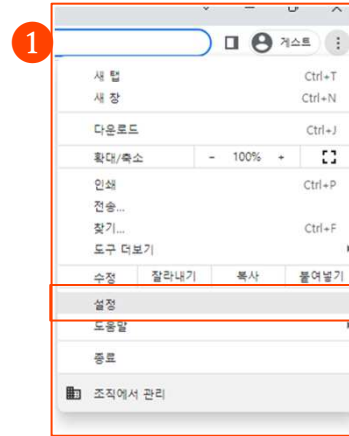 1
게스트
새 탭 Ctrl+T
새 창 Ctrl+N
다운로드 Ctrl+J
확대/축소 - 100% +
인쇄 Ctrl+P
전송...
찾기... Ctrl+F
도구 더보기
수정 잘라내기 복사 붙여넣기
설정
도움말
종료
조직에서 관리